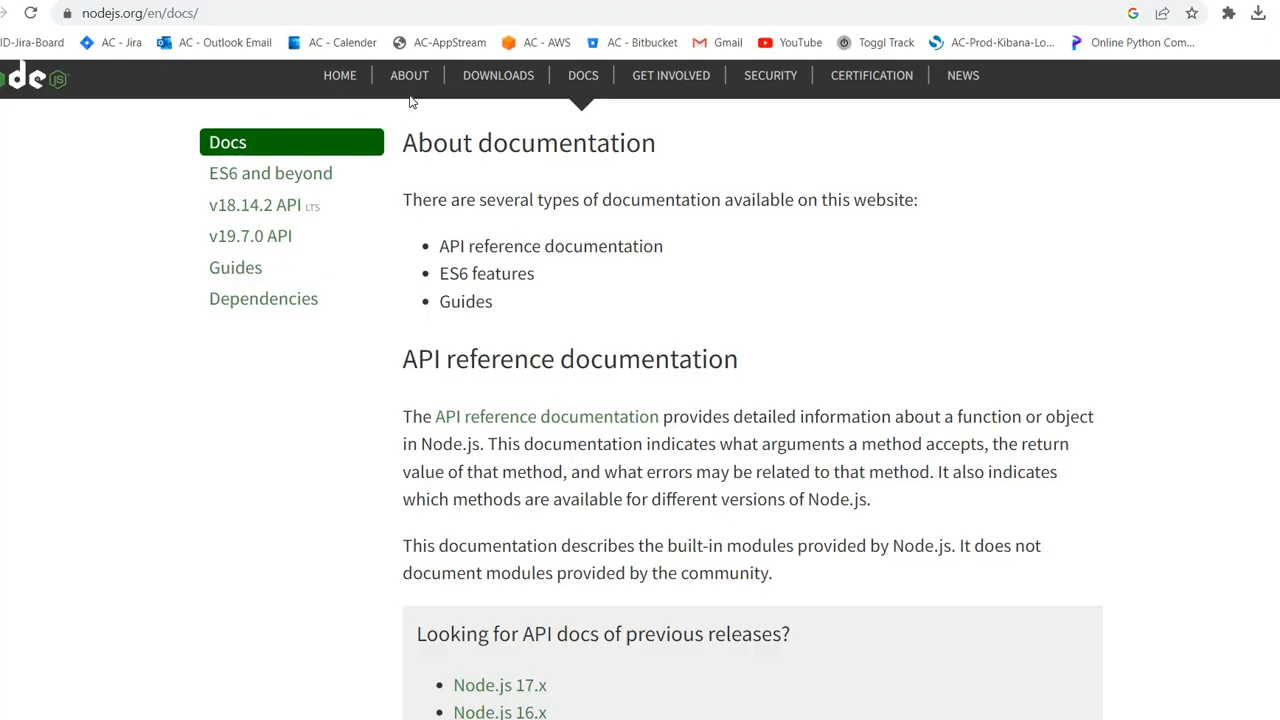 nodejs.org/en/docs/
ID-Jira-Board AC - Jira AC - Outlook Email AC - Calender AC-AppStream AC - AWS AC - Bitbucket Gmail YouTube Toggl Track AC-Prod-Kibana-Lo... Online Python Com...
HOME ABOUT DOWNLOADS DOCS GET INVOLVED SECURITY CERTIFICATION NEWS
Docs
ES6 and beyond
v18.14.2 API LTS
v19.7.0 API
Guides
Dependencies
About documentation
There are several types of documentation available on this website:
• API reference documentation
• ES6 features
• Guides
API reference documentation
The API reference documentation provides detailed information about a function or object
in Node.js. This documentation indicates what arguments a method accepts, the return
value of that method, and what errors may be related to that method. It also indicates
which methods are available for different versions of Node.js.
This documentation describes the built-in modules provided by Node.js. It does not
document modules provided by the community.
Looking for API docs of previous releases?
• Node.js 17.x
• Node.js 16.x